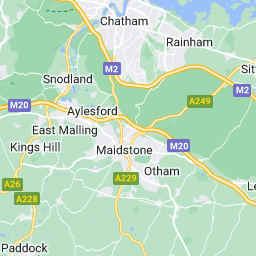 Chatham
Rainham
M2
Snodland
Sit
M2
M20
Aylesford
A249
East Malling
Kings Hill
Maidstone
M20
Otham
A26
A229
Le
A228
Paddock